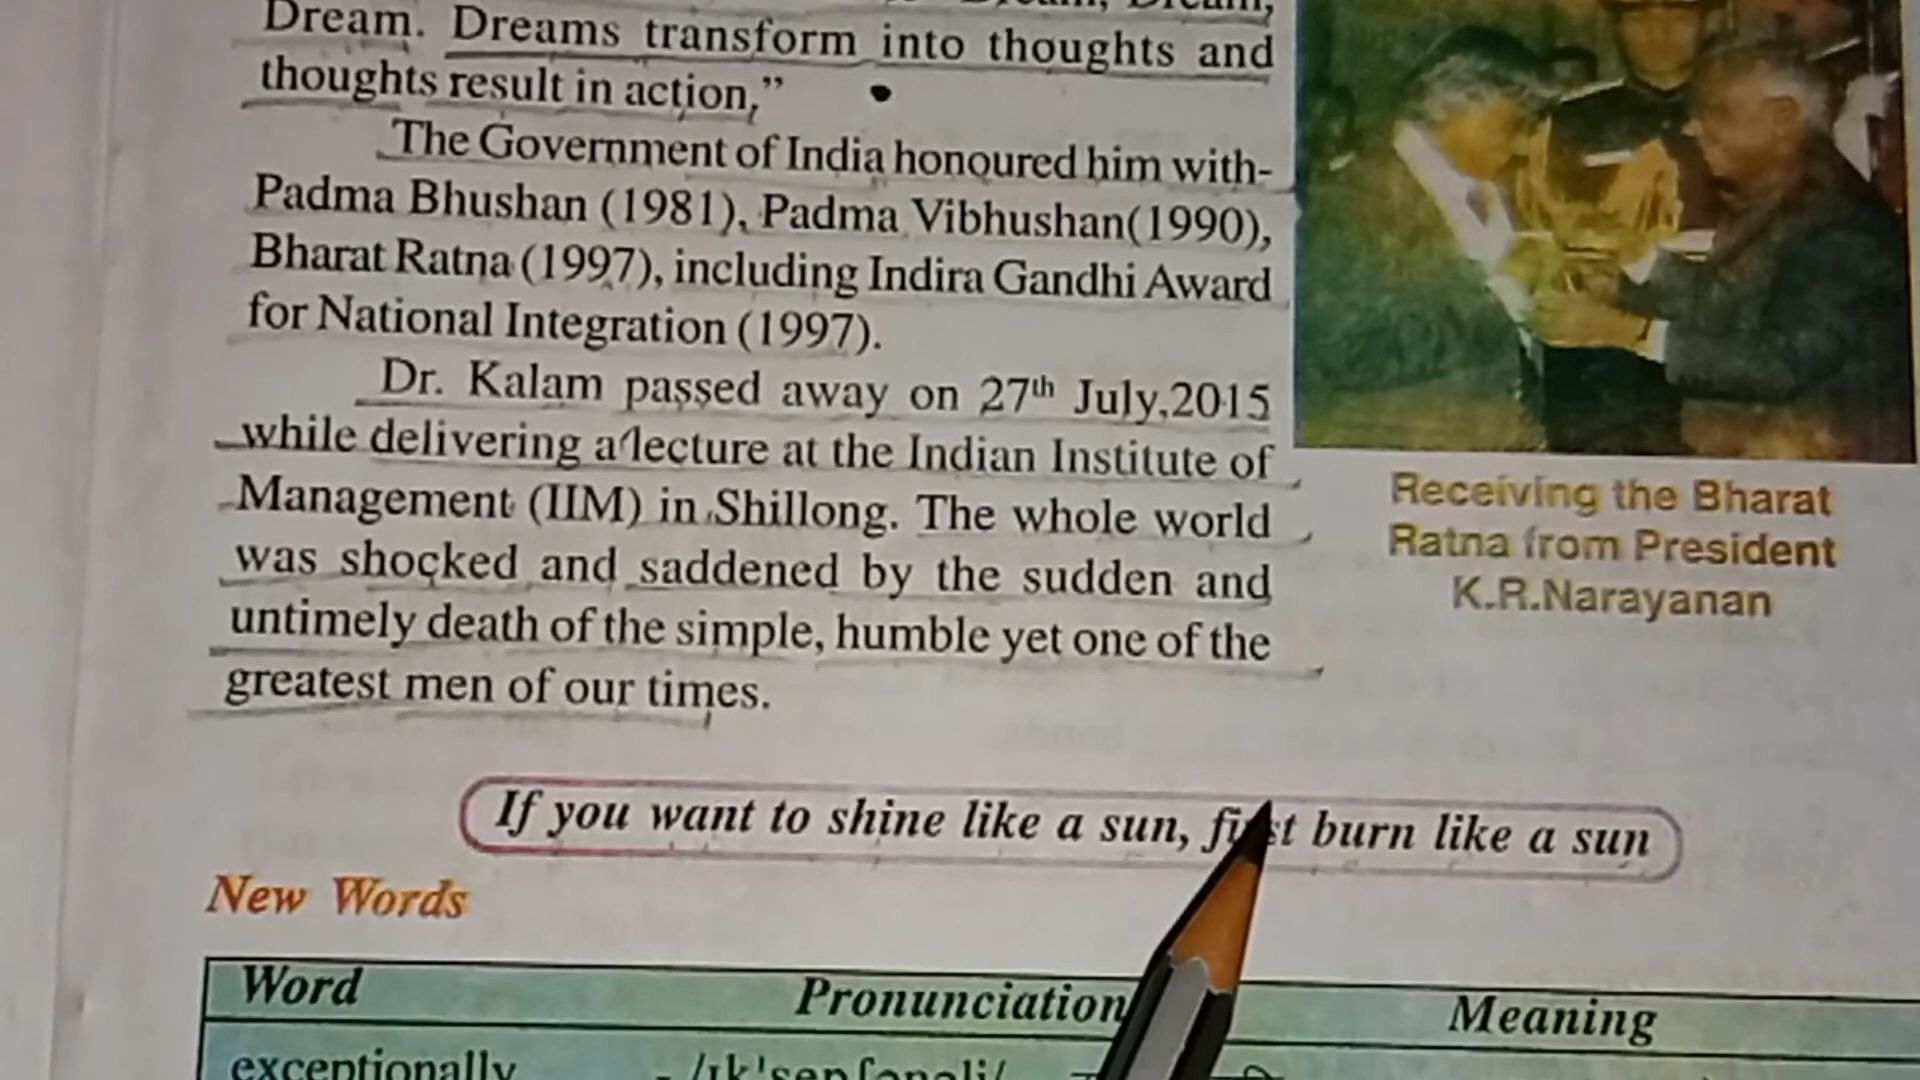 Dream. Dreams transform into thoughts and
thoughts result in action,”
The Government of India honoured him with-
Padma Bhushan (1981), Padma Vibhushan(1990),
Bharat Ratna (1997), including Indira Gandhi Award
for National Integration (1997).
Dr. Kalam passed away on 27th July,2015
while delivering a lecture at the Indian Institute of
Management (IIM) in Shillong. The whole world
was shocked and saddened by the sudden and
untimely death of the simple, humble yet one of the
greatest men of our times.
Receiving the Bharat
Ratna from President
K.R.Narayanan
If you want to shine like a sun, first burn like a sun
New Words
Word Pronunciation Meaning
exceptionally